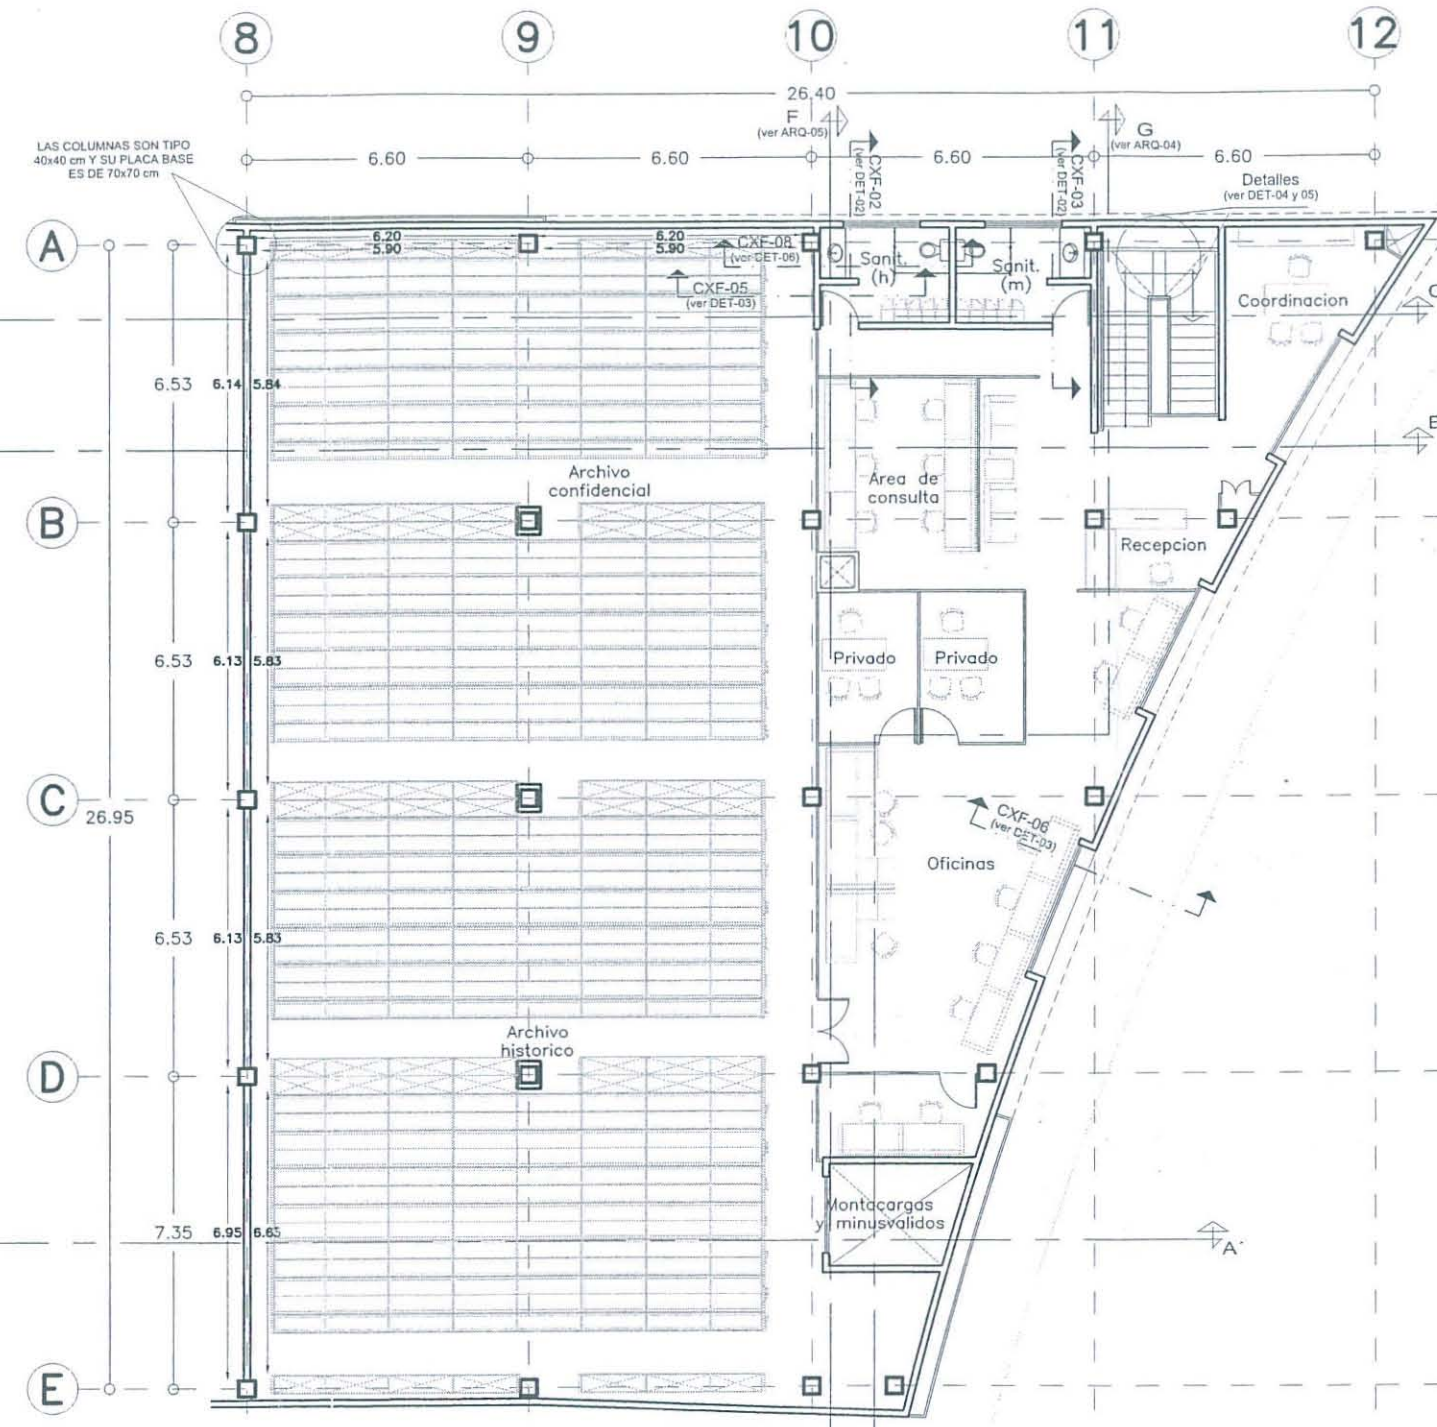 8
9
10
11
12
26.40
F
(ver ARQ-05)
G
(ver ARQ-04)
LAS COLUMNAS SON TIPO
40x40 cm Y SU PLACA BASE
ES DE 70x70 cm
6.60
6.60
6.60
6.60
CXF-02
(ver DET-02)
CXF-03
(ver DET-02)
Detalles
(ver DET-04 y 05)
A
6.20
5.90
6.20
5.90
CXF-08
(ver DET-06)
CXF-05
(ver DET-03)
Sanit.
(h)
Sanit.
(m)
Coordinacion
6.53
6.14
5.84
Archivo
confidencial
Area de
consulta
B
Recepcion
6.53
6.13
5.83
Privado
Privado
C
26.95
CXF-06
(ver DET-03)
Oficinas
6.53
6.13
5.83
Archivo
historico
D
7.35
6.95
6.65
Montacargas
y minusvalidos
A'
E